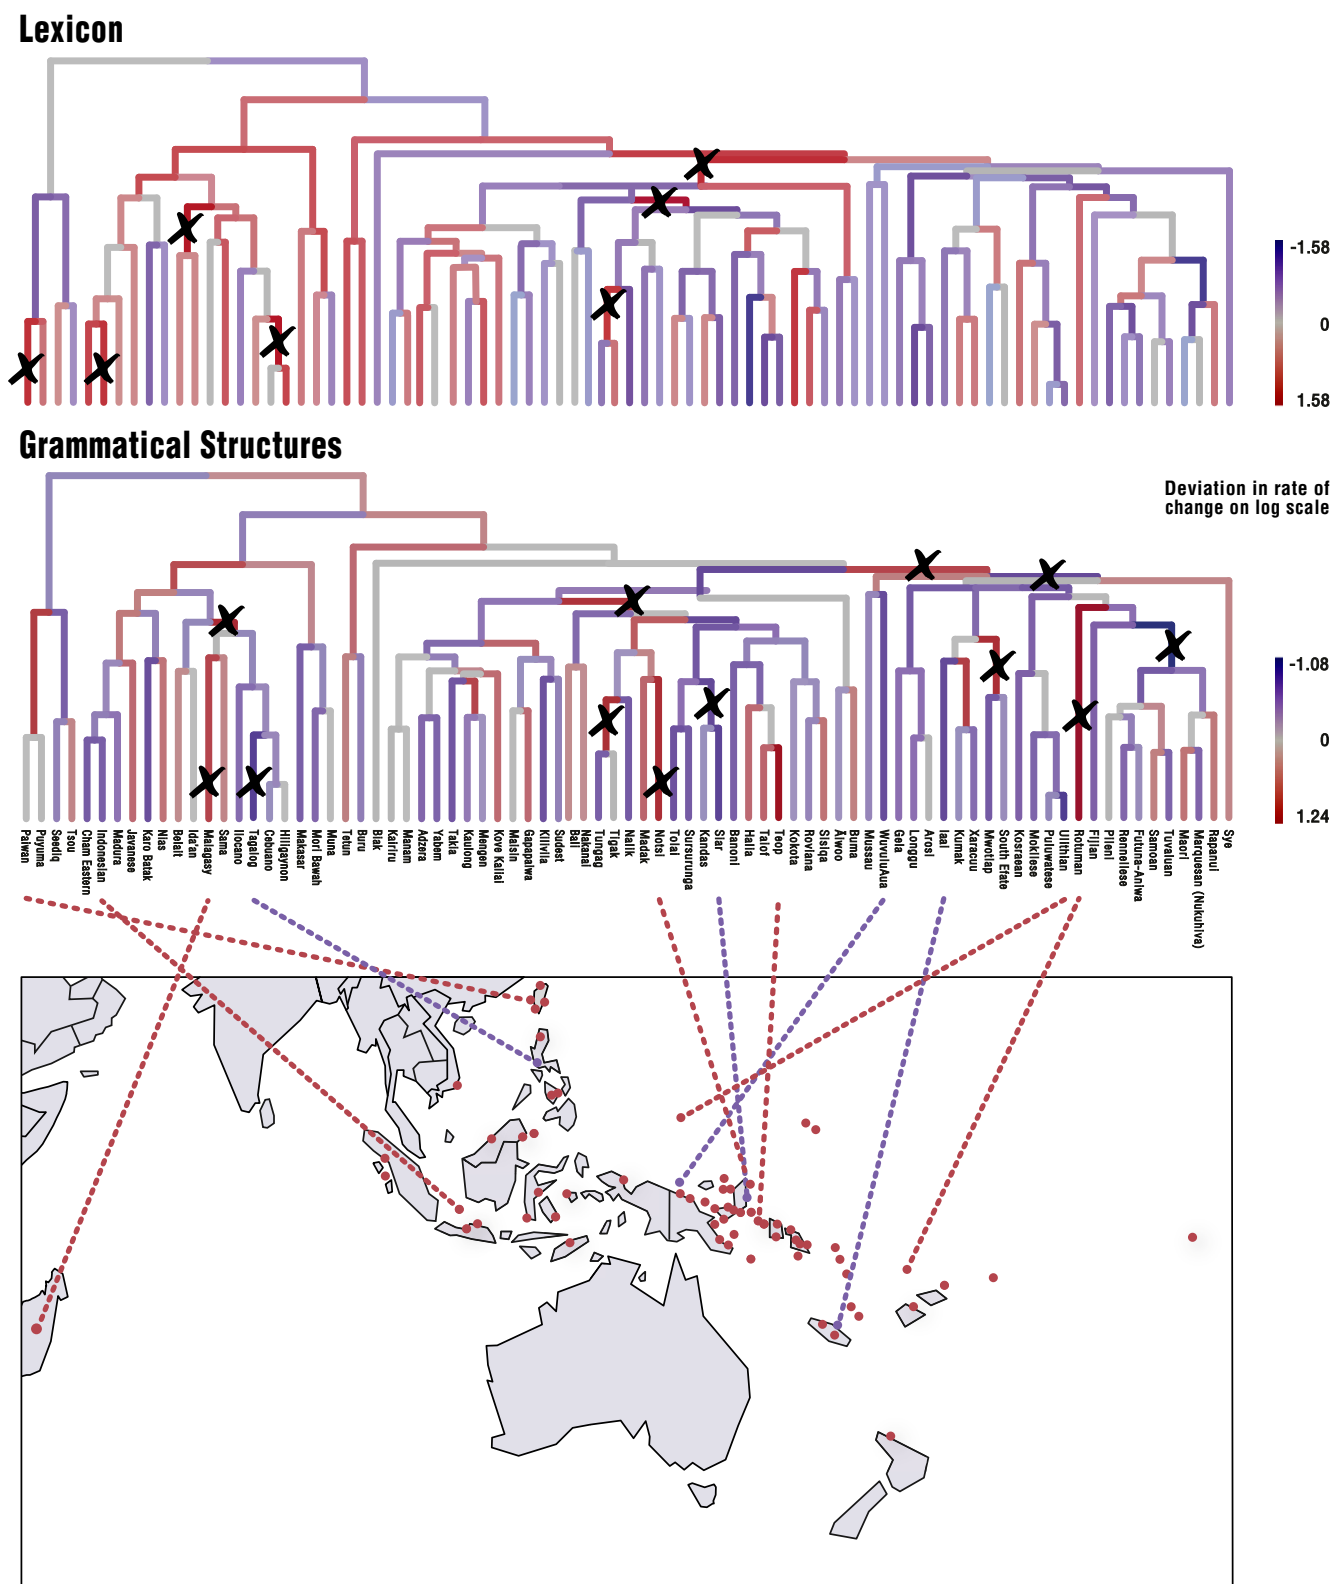 Lexicon
-1.58
0
1.58
Grammatical Structures
Deviation in rate of
change on log scale
-1.08
0
1.24
Paiwan
Puyuma
Seediq
Tsou
Cham Eastern
Indonesian
Madura
Javanese
Karo Batak
Nias
Belait
Ida'an
Malagasy
Sama
Ilocano
Tagalog
Cebuano
Hiligaynon
Makasar
Mori Bawah
Muna
Tetun
Buru
Biak
Kairiru
Manam
Adzera
Yabem
Takia
Kaulong
Mengen
Kove Kaliai
Maisin
Gapapaiwa
Kilivila
Sudest
Bali
Nakanai
Tungag
Tigak
Nalik
Madak
Notsi
Tolai
Sursurunga
Kandas
Siar
Banoni
Halia
Taiof
Teop
Kokota
Roviana
Sisiqa
Äiwoo
Buma
Mussau
WuvuluAua
Gela
Longgu
Arosi
Iaai
Kumak
Xaracuu
Mwotlap
South Efate
Kosraean
Mokilese
Puluwatese
Ulithian
Rotuman
Fijian
Pileni
Rennellese
Futuna-Aniwa
Samoan
Tuvaluan
Maori
Marquesan (Nukuhiva)
Rapanui
Sye